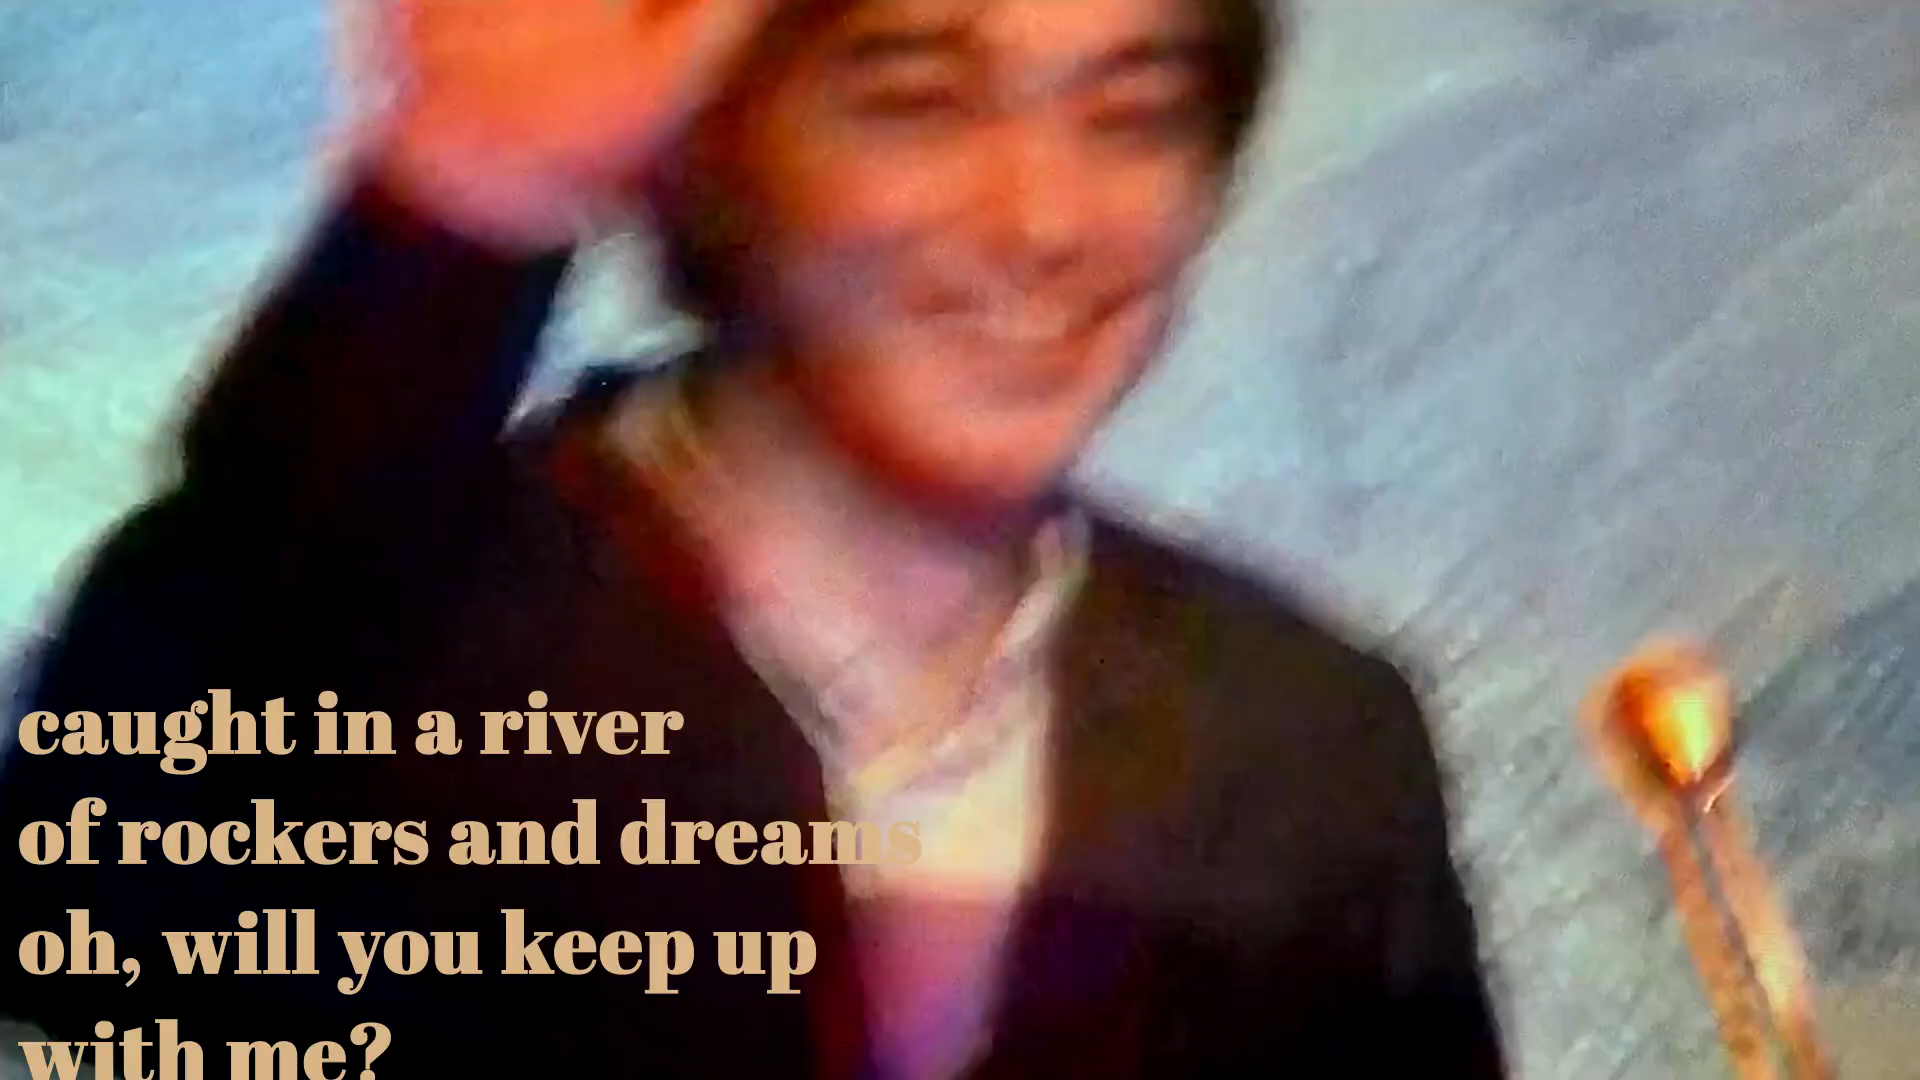 caught in a river
of rockers and dreams
oh, will you keep up
with me?